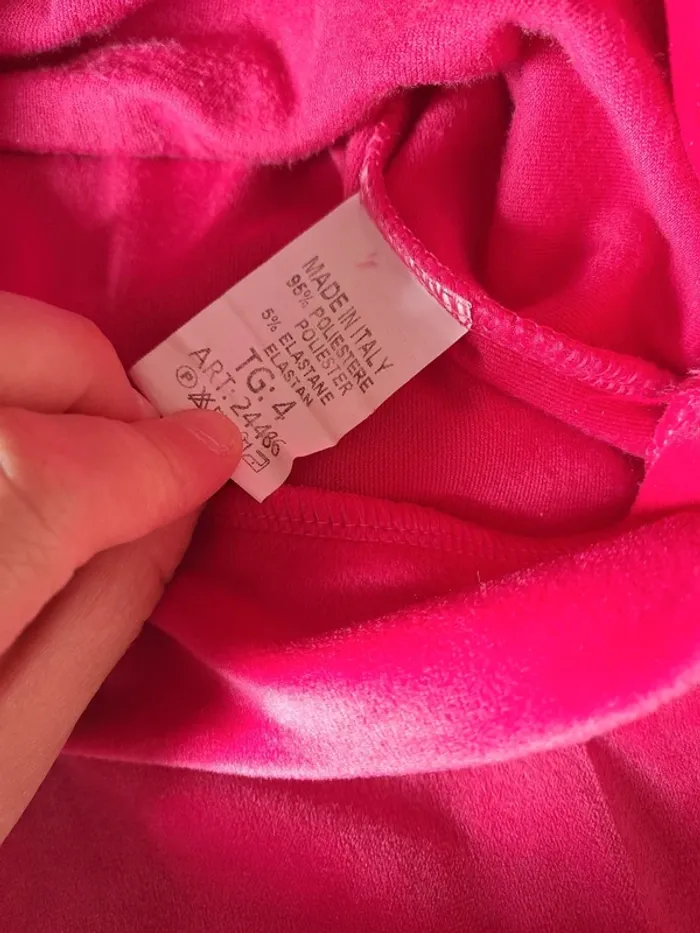 MADE IN ITALY
95% POLIESTERE
POLIESTER
5% ELASTANE
ELASTAN
TG: 4
ART: 24486
P